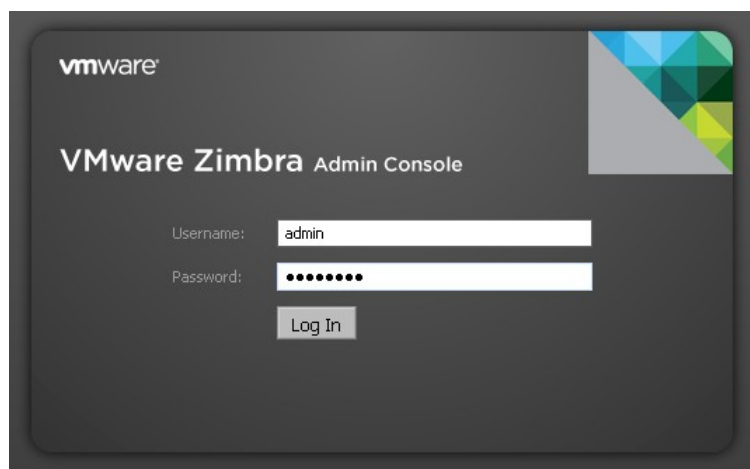 vmware
VMware Zimbra Admin Console
Username: admin
Password: ●●●●●●●●
Log In